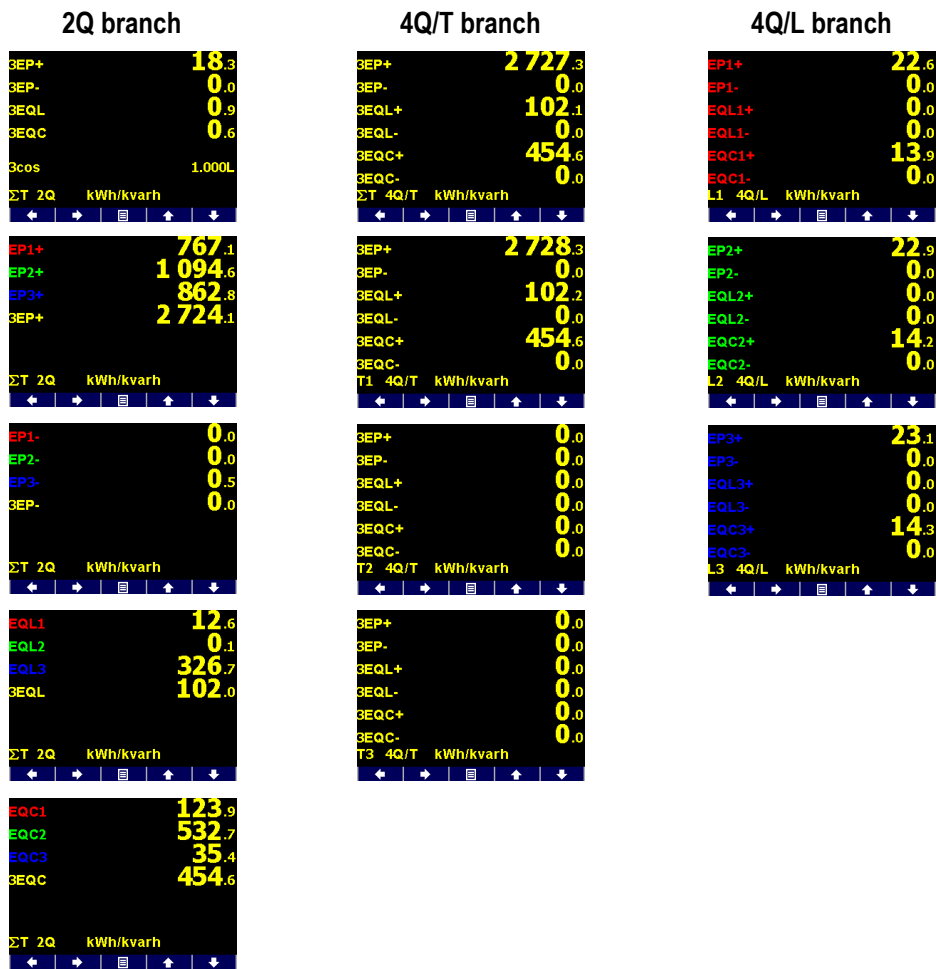 2Q branch
3EP+ 18.3
3EP- 0.0
3EQL 0.9
3EQC 0.6
3cos 1.000L
ΣT 2Q kWh/kvarh
EP1+ 767.1
EP2+ 1 094.6
EP3+ 862.8
3EP+ 2 724.1
ΣT 2Q kWh/kvarh
EP1- 0.0
EP2- 0.0
EP3- 0.5
3EP- 0.0
ΣT 2Q kWh/kvarh
EQL1 12.6
EQL2 0.1
EQL3 326.7
3EQL 102.0
ΣT 2Q kWh/kvarh
EQC1 123.9
EQC2 532.7
EQC3 35.4
3EQC 454.6
ΣT 2Q kWh/kvarh
4Q/T branch
3EP+ 2 727.3
3EP- 0.0
3EQL+ 102.1
3EQL- 0.0
3EQC+ 454.6
3EQC- 0.0
ΣT 4Q/T kWh/kvarh
3EP+ 2 728.3
3EP- 0.0
3EQL+ 102.2
3EQL- 0.0
3EQC+ 454.6
3EQC- 0.0
T1 4Q/T kWh/kvarh
3EP+ 0.0
3EP- 0.0
3EQL+ 0.0
3EQL- 0.0
3EQC+ 0.0
3EQC- 0.0
T2 4Q/T kWh/kvarh
3EP+ 0.0
3EP- 0.0
3EQL+ 0.0
3EQL- 0.0
3EQC+ 0.0
3EQC- 0.0
T3 4Q/T kWh/kvarh
4Q/L branch
EP1+ 22.6
EP1- 0.0
EQL1+ 0.0
EQL1- 0.0
EQC1+ 13.9
EQC1- 0.0
L1 4Q/L kWh/kvarh
EP2+ 22.9
EP2- 0.0
EQL2+ 0.0
EQL2- 0.0
EQC2+ 14.2
EQC2- 0.0
L2 4Q/L kWh/kvarh
EP3+ 23.1
EP3- 0.0
EQL3+ 0.0
EQL3- 0.0
EQC3+ 14.3
EQC3- 0.0
L3 4Q/L kWh/kvarh